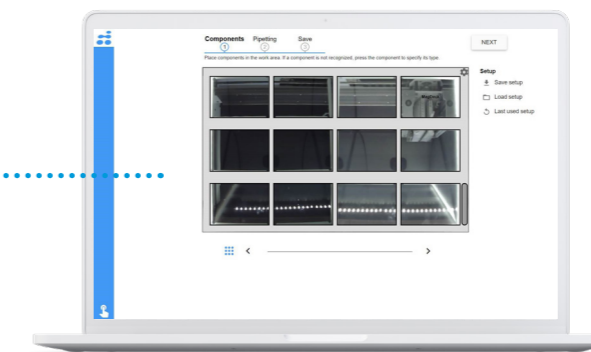 Components Pipetting Save
1 2 3
Place components in the work area. If a component is not recognized, press the component to specify its type
NEXT
Setup
Save setup
Load setup
Last used setup